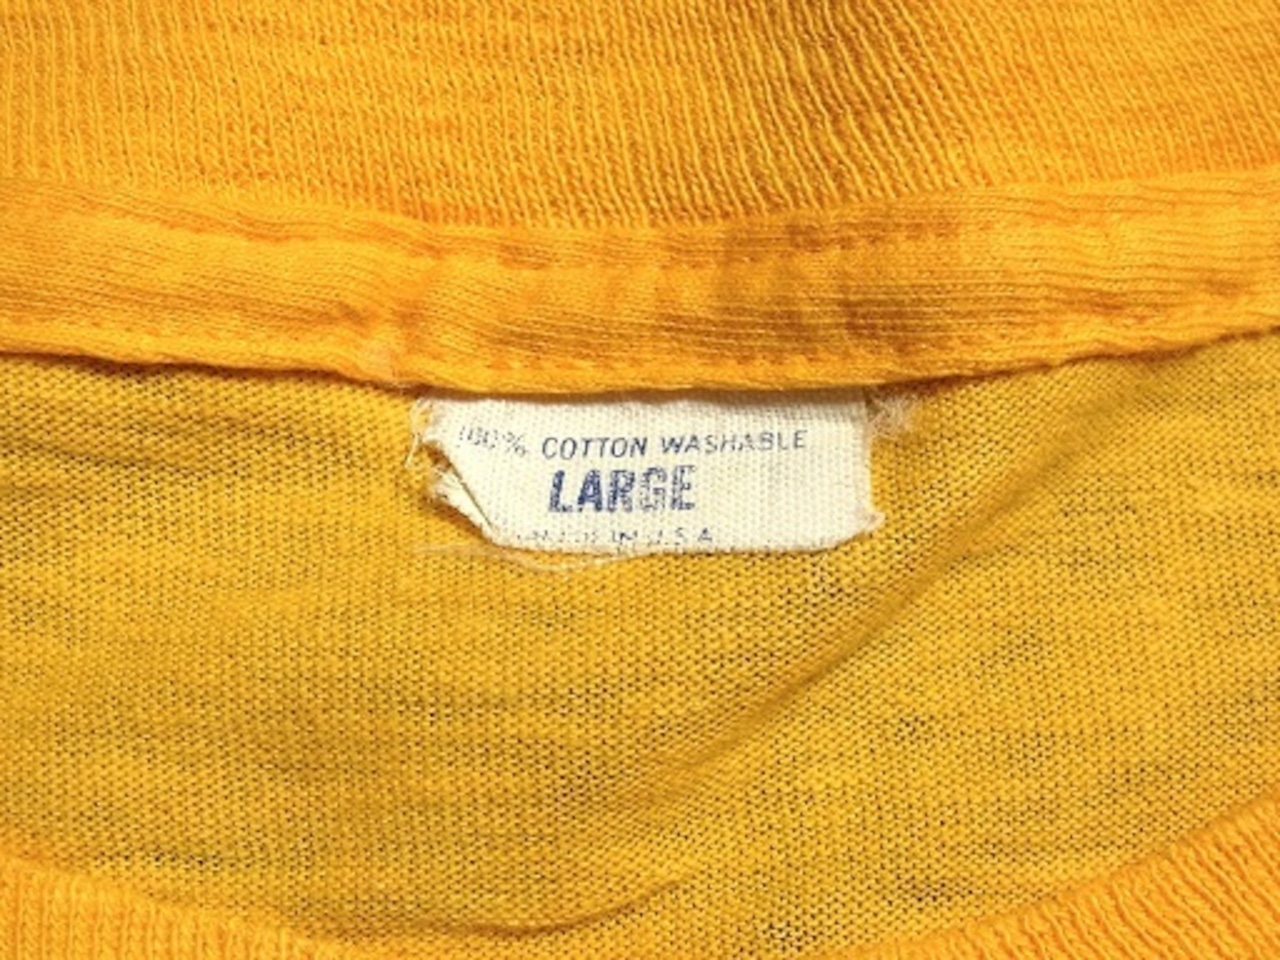 100% COTTON WASHABLE
LARGE
MADE IN U.S.A.